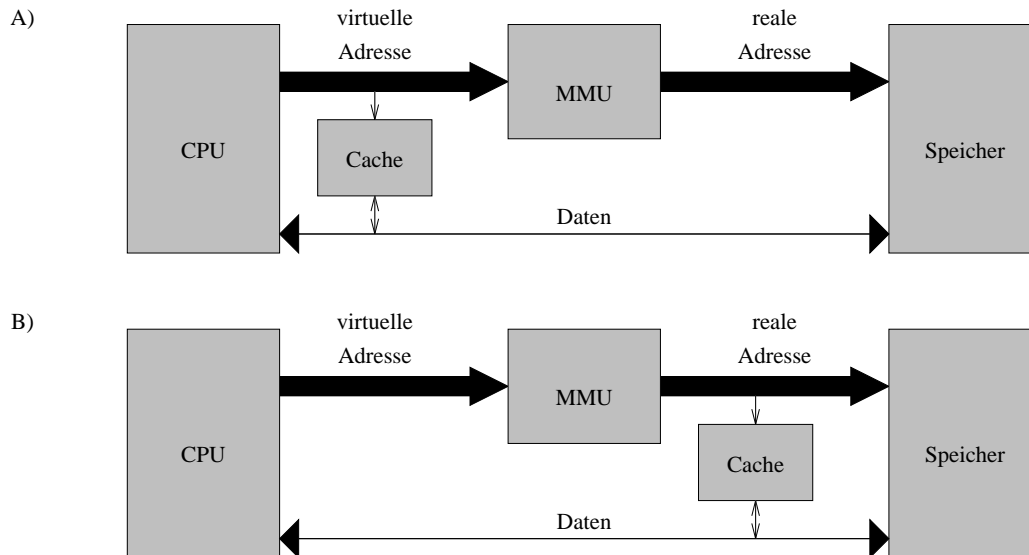 A)
virtuelle
Adresse
reale
Adresse
CPU
MMU
Speicher
Cache
Daten
B)
virtuelle
Adresse
reale
Adresse
CPU
MMU
Speicher
Cache
Daten